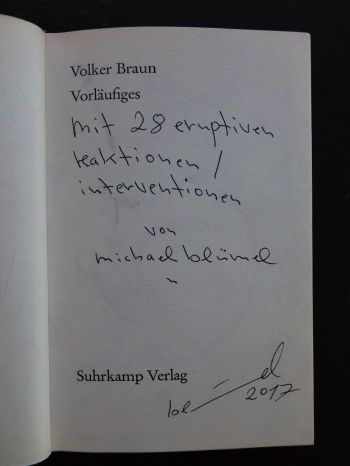 Volker Braun
Vorläufiges
mit 28 eruptiven
reaktionen /
interventionen
von
michael blümel
Suhrkamp Verlag
2017